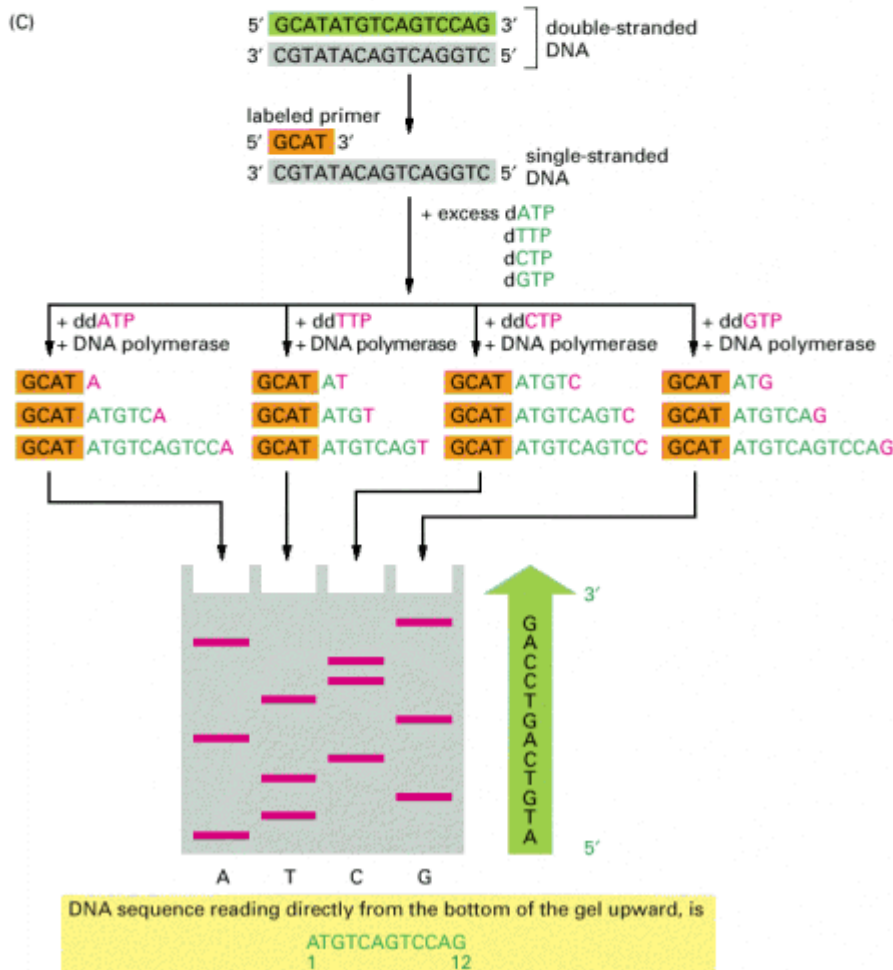 (C)
5′ GCATATGTCAGTCCAG 3′
3′ CGTATACAGTCAGGTC 5′
double-stranded
DNA
labeled primer
5′ GCAT 3′
3′ CGTATACAGTCAGGTC 5′
single-stranded
DNA
+ excess dATP
dTTP
dCTP
dGTP
+ ddATP
+ DNA polymerase
+ ddTTP
+ DNA polymerase
+ ddCTP
+ DNA polymerase
+ ddGTP
+ DNA polymerase
GCAT A
GCAT ATGTCA
GCAT ATGTCAGTCCA
GCAT AT
GCAT ATGT
GCAT ATGTCAGT
GCAT ATGTC
GCAT ATGTCAGTC
GCAT ATGTCAGTCC
GCAT ATG
GCAT ATGTCAG
GCAT ATGTCAGTCCAG
3′
GACCTGACTGTA
5′
A T C G
DNA sequence reading directly from the bottom of the gel upward, is
ATGTCAGTCCAG
1 12